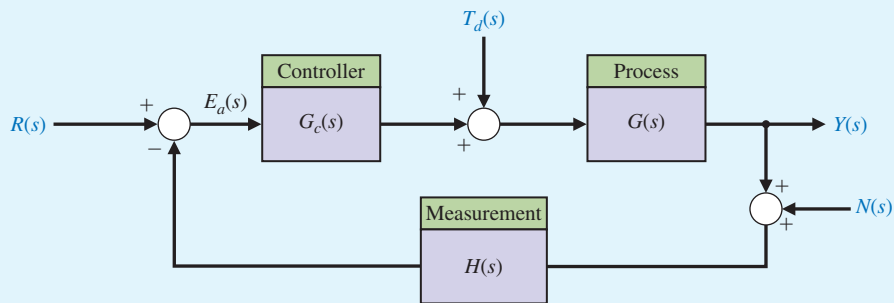 T_d(s)
Controller
Process
+
E_a(s)
+
R(s)
G_c(s)
G(s)
Y(s)
−
+
+
Measurement
N(s)
+
H(s)